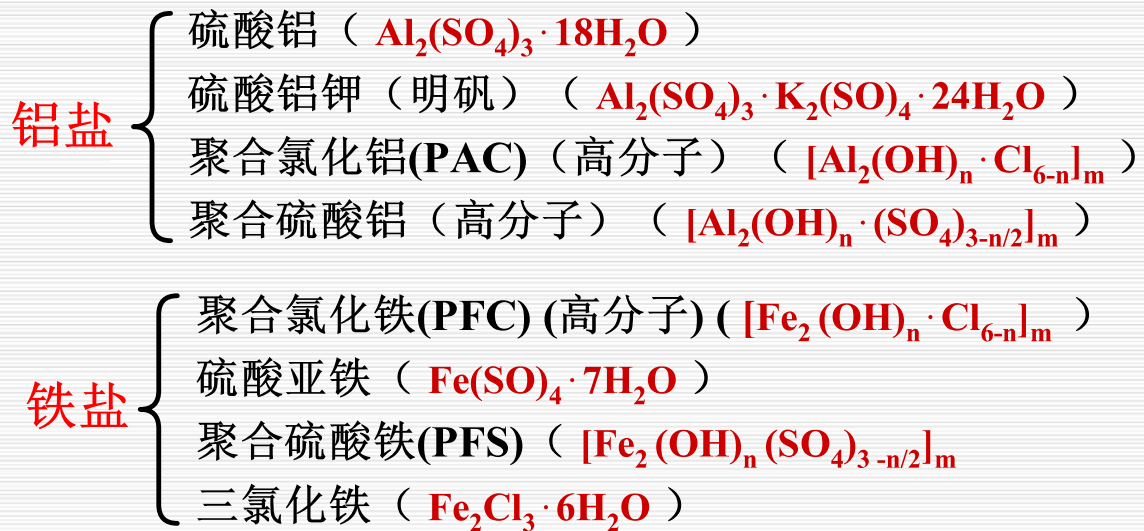 铝盐
硫酸铝（ Al₂(SO₄)₃·18H₂O ）
硫酸铝钾（明矾）（ Al₂(SO₄)₃·K₂(SO)₄·24H₂O ）
聚合氯化铝(PAC)（高分子）（ [Al₂(OH)ₙ·Cl₆₋ₙ]ₘ ）
聚合硫酸铝（高分子）（ [Al₂(OH)ₙ·(SO₄)₃₋ₙ/₂]ₘ ）
铁盐
聚合氯化铁(PFC) (高分子) ( [Fe₂ (OH)ₙ·Cl₆₋ₙ]ₘ ）
硫酸亚铁（ Fe(SO)₄·7H₂O ）
聚合硫酸铁(PFS)（ [Fe₂ (OH)ₙ (SO₄)₃ ₋ₙ/₂]ₘ
三氯化铁（ Fe₂Cl₃·6H₂O ）